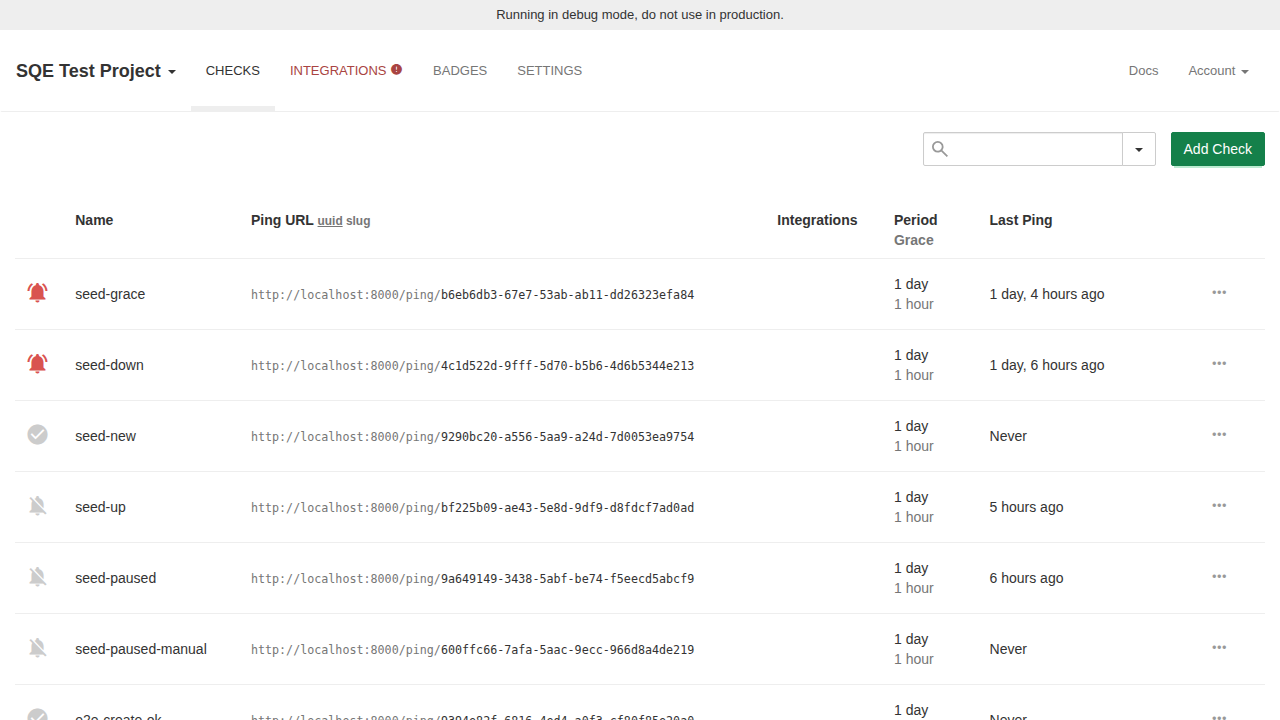 Running in debug mode, do not use in production.
SQE Test Project CHECKS INTEGRATIONS BADGES SETTINGS Docs Account
Add Check
Name Ping URL uuid slug Integrations Period Last Ping
Grace
seed-grace http://localhost:8000/ping/b6eb6db3-67e7-53ab-ab11-dd26323efa84 1 day 1 day, 4 hours ago
1 hour
seed-down http://localhost:8000/ping/4c1d522d-9fff-5d70-b5b6-4d6b5344e213 1 day 1 day, 6 hours ago
1 hour
seed-new http://localhost:8000/ping/9290bc20-a556-5aa9-a24d-7d0053ea9754 1 day Never
1 hour
seed-up http://localhost:8000/ping/bf225b09-ae43-5e8d-9df9-d8fdcf7ad0ad 1 day 5 hours ago
1 hour
seed-paused http://localhost:8000/ping/9a649149-3438-5abf-be74-f5eecd5abcf9 1 day 6 hours ago
1 hour
seed-paused-manual http://localhost:8000/ping/600ffc66-7afa-5aac-9ecc-966d8a4de219 1 day Never
1 hour
e2e-create-ok 1 day Never